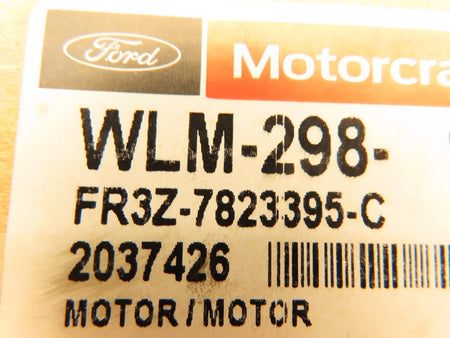 Ford Motorcra
WLM-298-
FR3Z-7823395-C
2037426
MOTOR/MOTOR